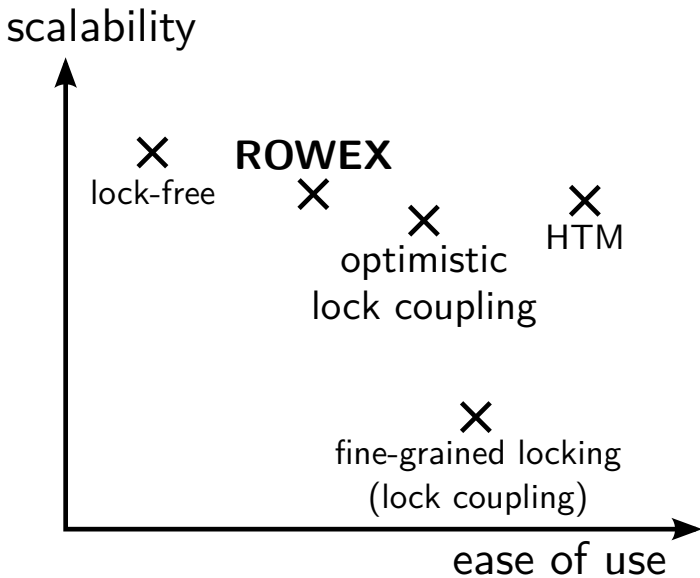 scalability
ROWEX
lock-free
HTM
optimistic
lock coupling
fine-grained locking
(lock coupling)
ease of use